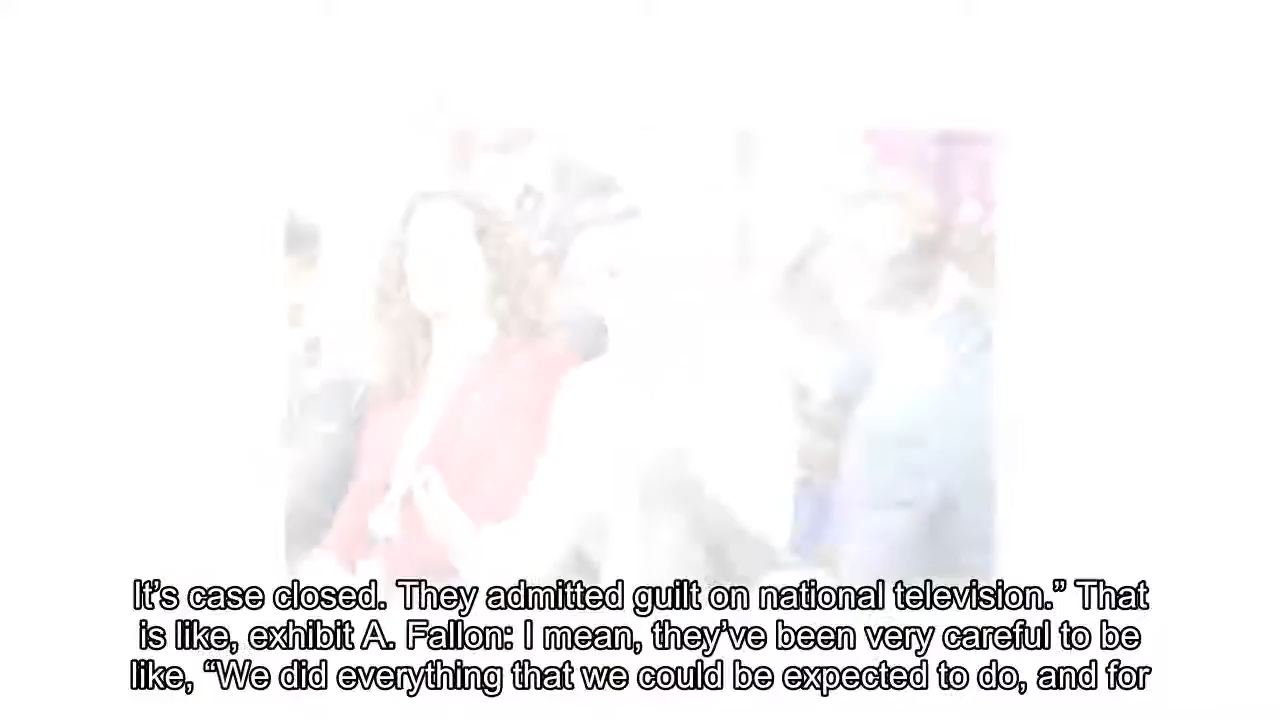 It’s case closed. They admitted guilt on national television.” That
is like, exhibit A. Fallon: I mean, they’ve been very careful to be
like, “We did everything that we could be expected to do, and for